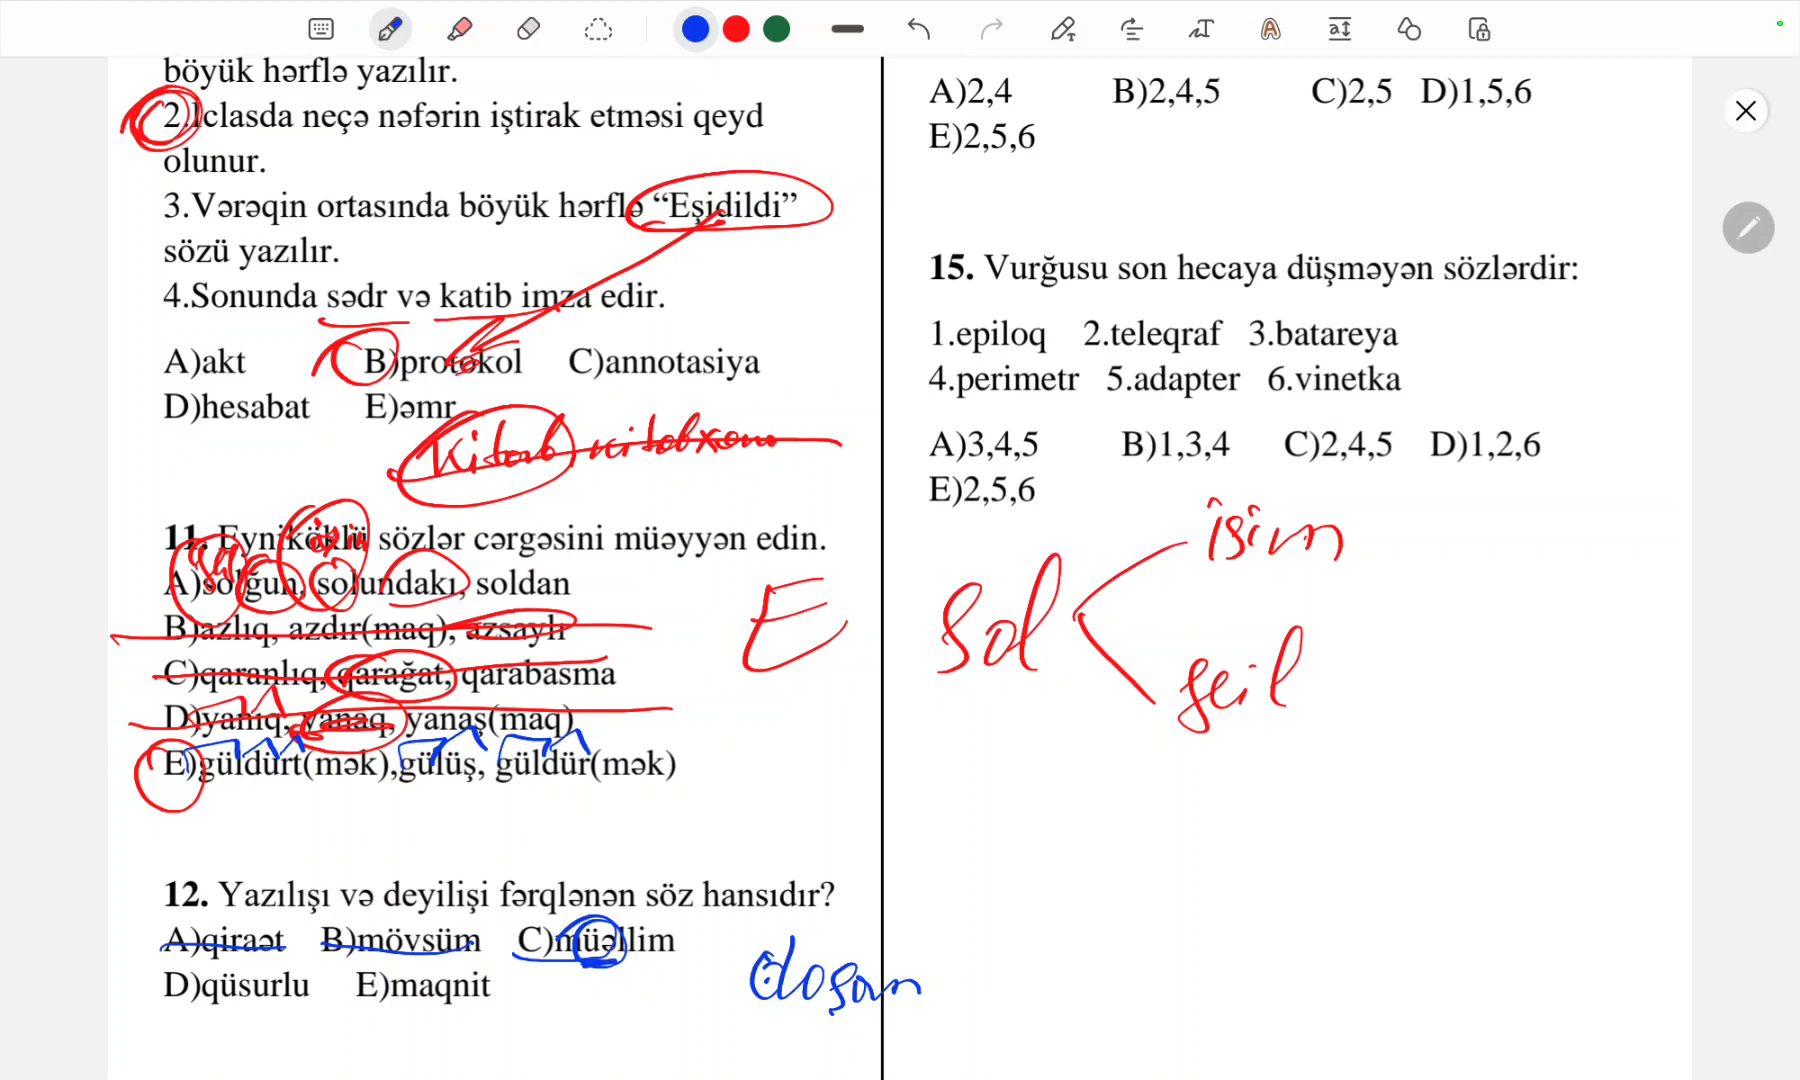 böyük hərflə yazılır.
2.Iclasda neçə nəfərin iştirak etməsi qeyd
olunur.
3.Vərəqin ortasında böyük hərflə “Eşidildi”
sözü yazılır.
4.Sonunda sədr və katib imza edir.
A)akt B)protokol C)annotasiya
D)hesabat E)əmr
Kitab kitabxana
11. Eyniköklü sözlər cərgəsini müəyyən edin.
A)solğun, solundakı, soldan
B)azlıq, azdır(maq), azsaylı
C)qaranlıq, qarağat, qarabasma
D)yanıq, yanaq, yanaş(maq)
E)güldürt(mək),gülüş, güldür(mək)
E
12. Yazılışı və deyilişi fərqlənən söz hansıdır?
A)qiraət B)mövsüm C)müəllim
D)qüsurlu E)maqnit
A)2,4 B)2,4,5 C)2,5 D)1,5,6
E)2,5,6
15. Vurğusu son hecaya düşməyən sözlərdir:
1.epiloq 2.teleqraf 3.batareya
4.perimetr 5.adapter 6.vinetka
A)3,4,5 B)1,3,4 C)2,4,5 D)1,2,6
E)2,5,6
isim
Sol
feil